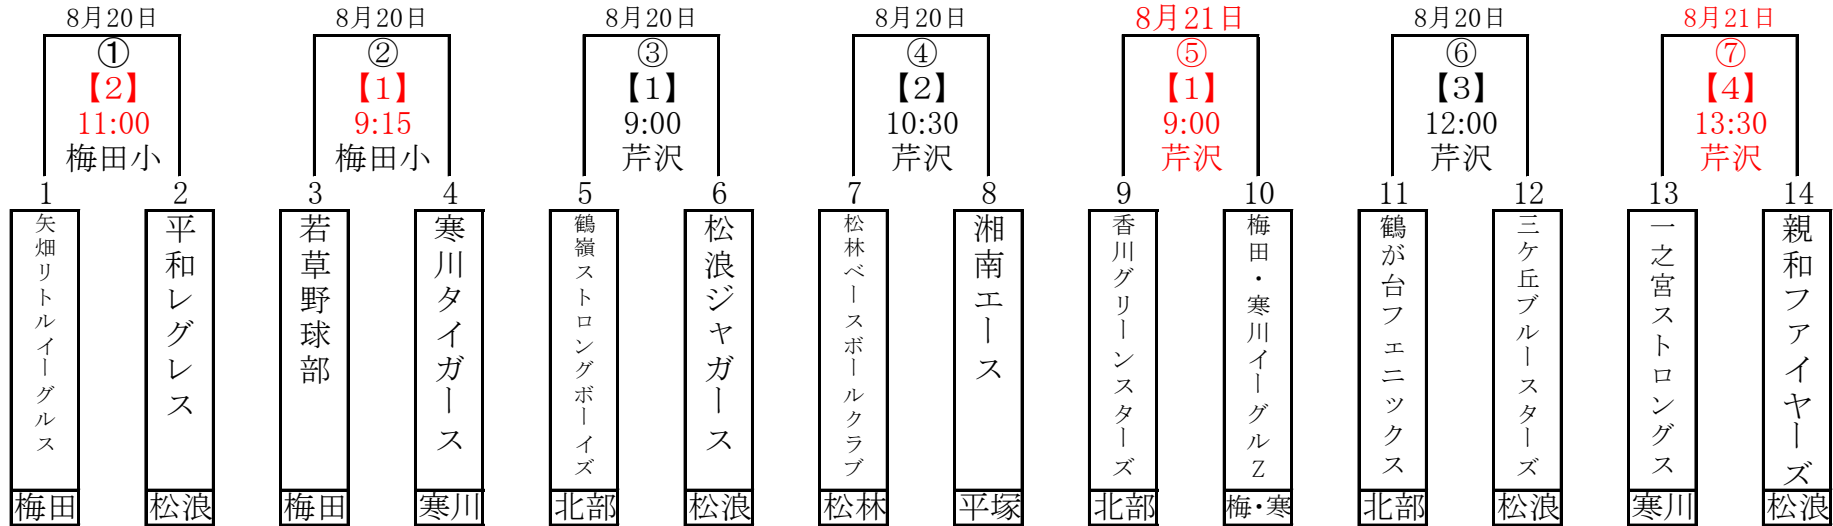 8月20日
8月20日
8月20日
8月20日
8月21日
8月20日
8月21日
①
②
③
④
⑤
⑥
⑦
【2】
【1】
【1】
【2】
【1】
【3】
【4】
11:00
9:15
9:00
10:30
9:00
12:00
13:30
梅田小
梅田小
芹沢
芹沢
芹沢
芹沢
芹沢
1
2
3
4
5
6
7
8
9
10
11
12
13
14
矢畑リトルイーグルス
平和レグレス
若草野球部
寒川タイガース
鶴嶺ストロングボーイズ
松浪ジャガース
松林ベースボールクラブ
湘南エース
香川グリーンスターズ
梅田・寒川イーグルZ
鶴が台フェニックス
三ケ丘ブルースターズ
一之宮ストロングス
親和ファイヤーズ
梅田
松浪
梅田
寒川
北部
松浪
松林
平塚
北部
梅・寒
北部
松浪
寒川
松浪